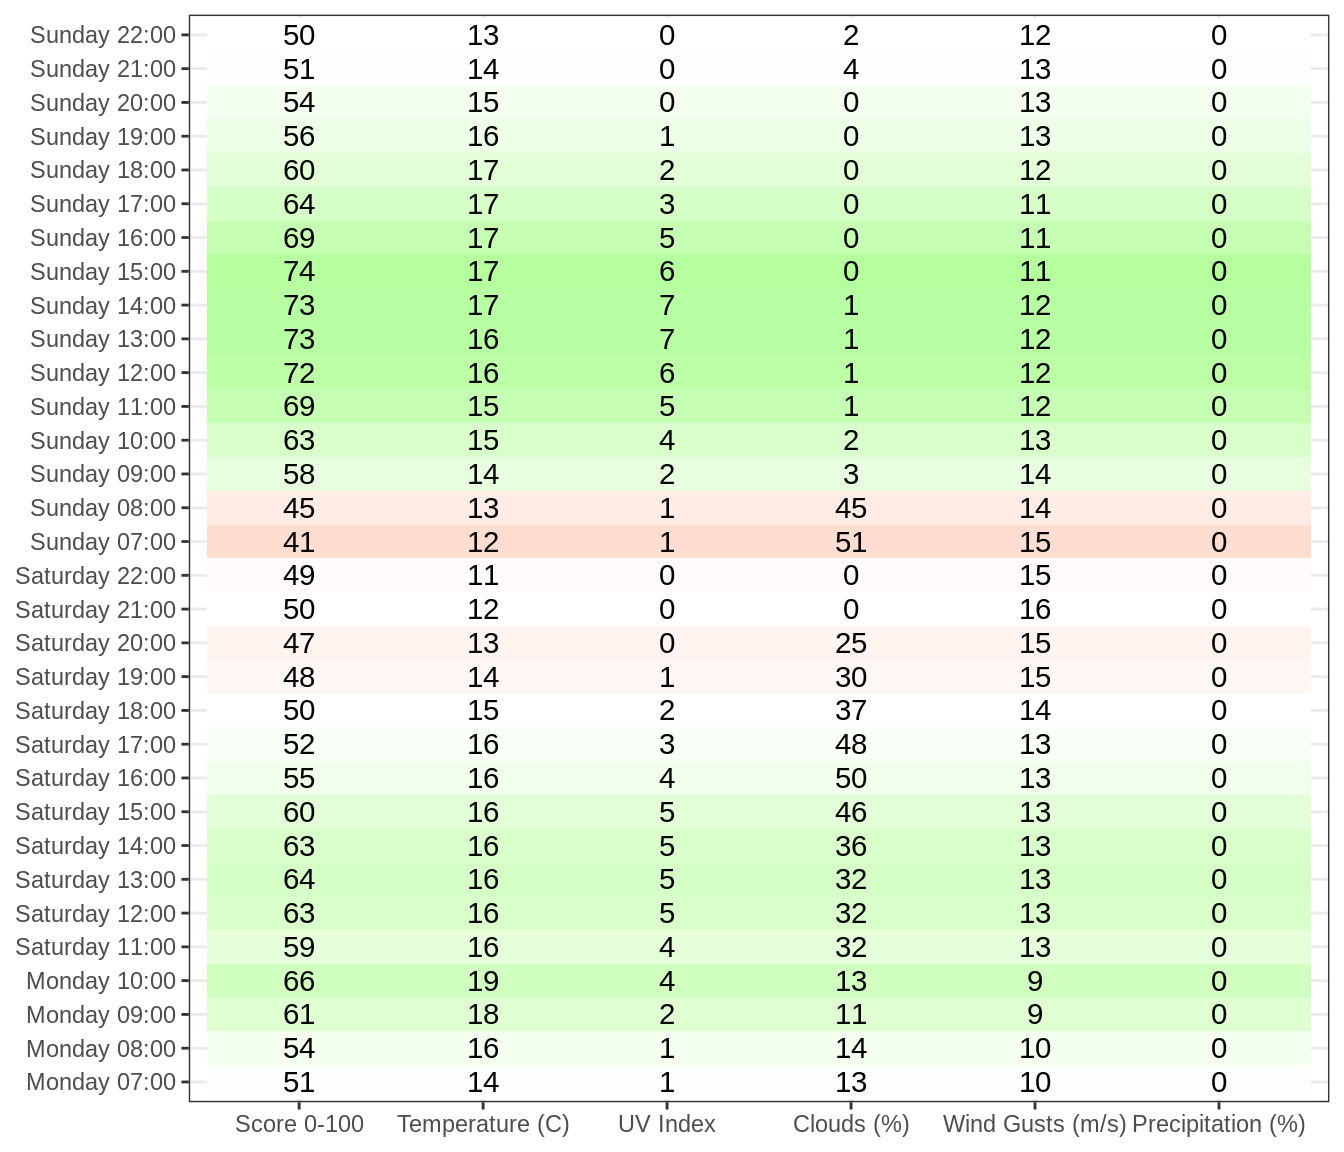 Sunday 22:00 50 13 0 2 12 0
Sunday 21:00 51 14 0 4 13 0
Sunday 20:00 54 15 0 0 13 0
Sunday 19:00 56 16 1 0 13 0
Sunday 18:00 60 17 2 0 12 0
Sunday 17:00 64 17 3 0 11 0
Sunday 16:00 69 17 5 0 11 0
Sunday 15:00 74 17 6 0 11 0
Sunday 14:00 73 17 7 1 12 0
Sunday 13:00 73 16 7 1 12 0
Sunday 12:00 72 16 6 1 12 0
Sunday 11:00 69 15 5 1 12 0
Sunday 10:00 63 15 4 2 13 0
Sunday 09:00 58 14 2 3 14 0
Sunday 08:00 45 13 1 45 14 0
Sunday 07:00 41 12 1 51 15 0
Saturday 22:00 49 11 0 0 15 0
Saturday 21:00 50 12 0 0 16 0
Saturday 20:00 47 13 0 25 15 0
Saturday 19:00 48 14 1 30 15 0
Saturday 18:00 50 15 2 37 14 0
Saturday 17:00 52 16 3 48 13 0
Saturday 16:00 55 16 4 50 13 0
Saturday 15:00 60 16 5 46 13 0
Saturday 14:00 63 16 5 36 13 0
Saturday 13:00 64 16 5 32 13 0
Saturday 12:00 63 16 5 32 13 0
Saturday 11:00 59 16 4 32 13 0
Monday 10:00 66 19 4 13 9 0
Monday 09:00 61 18 2 11 9 0
Monday 08:00 54 16 1 14 10 0
Monday 07:00 51 14 1 13 10 0
Score 0-100 Temperature (C) UV Index Clouds (%) Wind Gusts (m/s) Precipitation (%)